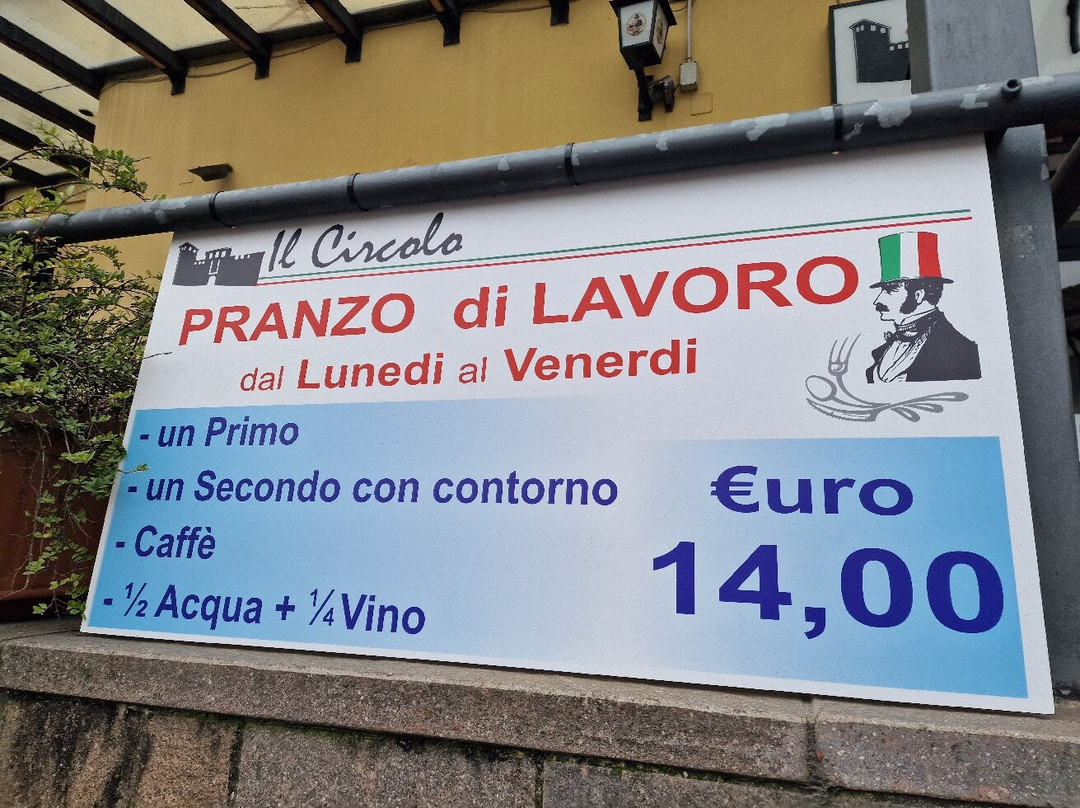 Il Circolo
PRANZO di LAVORO
dal Lunedi al Venerdi
- un Primo
- un Secondo con contorno
- Caffè
- ½ Acqua + ¼ Vino
€uro
14,00